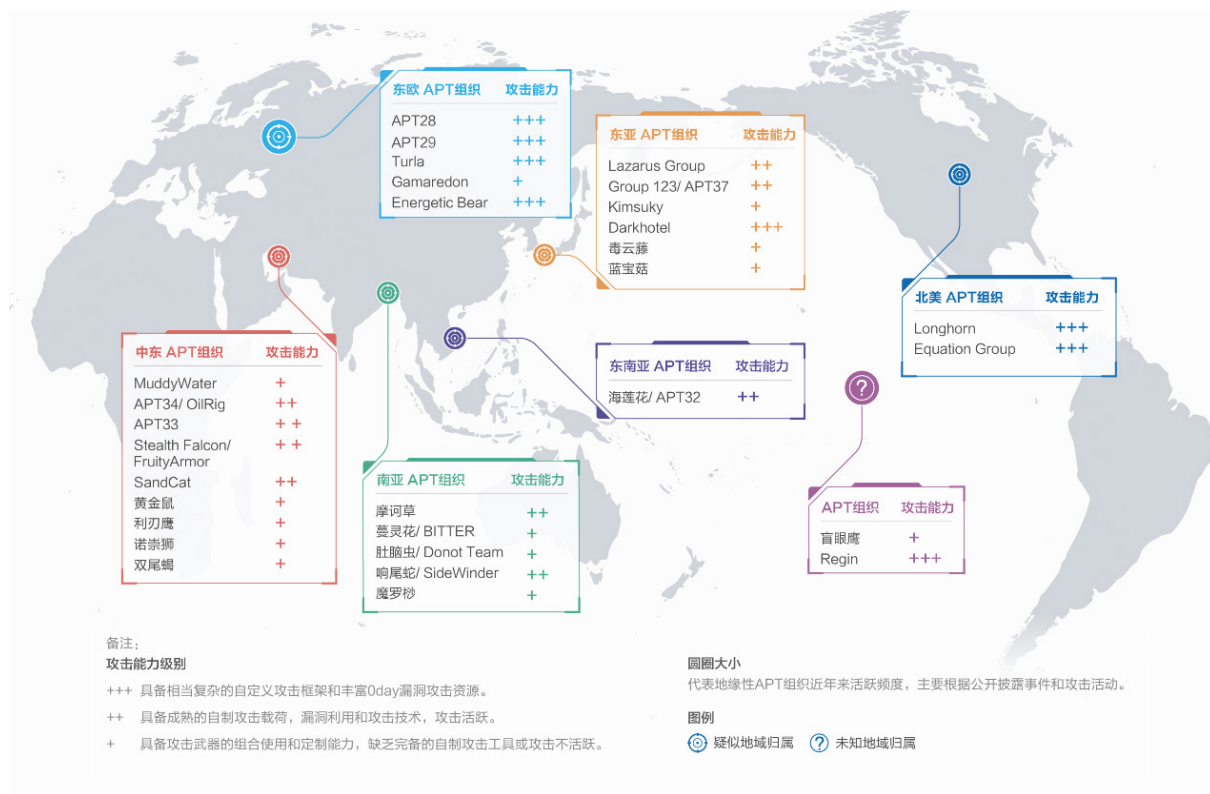 东欧 APT组织 攻击能力
APT28 +++
APT29 +++
Turla +++
Gamaredon +
Energetic Bear +++
东亚 APT组织 攻击能力
Lazarus Group ++
Group 123/ APT37 ++
Kimsuky +
Darkhotel +++
毒云藤 +
蓝宝菇 +
北美 APT组织 攻击能力
Longhorn +++
Equation Group +++
中东 APT组织 攻击能力
MuddyWater +
APT34/ OilRig ++
APT33 + +
Stealth Falcon/ + +
FruityArmor
SandCat ++
黄金鼠 +
利刃鹰 +
诺崇狮 +
双尾蝎 +
东南亚 APT组织 攻击能力
海莲花/ APT32 ++
南亚 APT组织 攻击能力
摩诃草 ++
蔓灵花/ BITTER +
肚脑虫/ Donot Team +
响尾蛇/ SideWinder ++
魔罗桫 +
?
APT组织 攻击能力
盲眼鹰 +
Regin +++
备注：
攻击能力级别
+++ 具备相当复杂的自定义攻击框架和丰富0day漏洞攻击资源。
++ 具备成熟的自制攻击载荷，漏洞利用和攻击技术，攻击活跃。
+ 具备攻击武器的组合使用和定制能力，缺乏完备的自制攻击工具或攻击不活跃。
圆圈大小
代表地缘性APT组织近年来活跃频度，主要根据公开披露事件和攻击活动。
图例
疑似地域归属 ? 未知地域归属